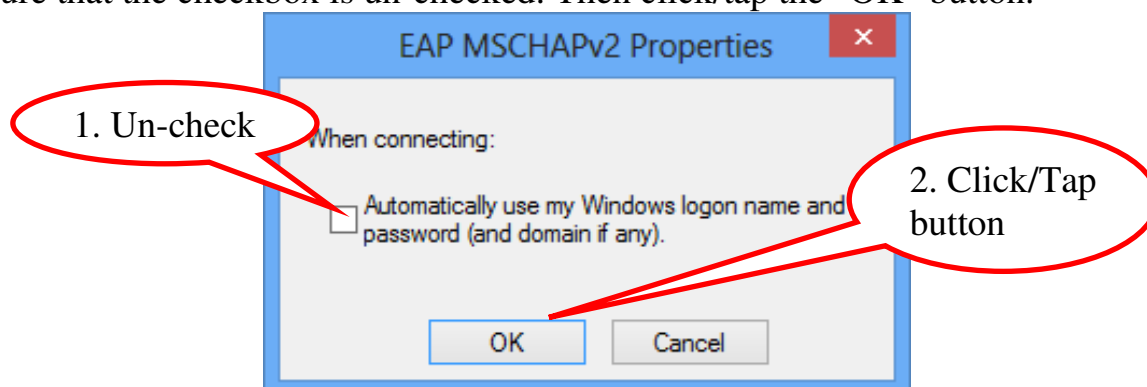 sure that the checkbox is un-checked. Then click/tap the "OK" button.
EAP MSCHAPv2 Properties
1. Un-check
When connecting:
Automatically use my Windows logon name and
password (and domain if any).
2. Click/Tap
button
OK Cancel